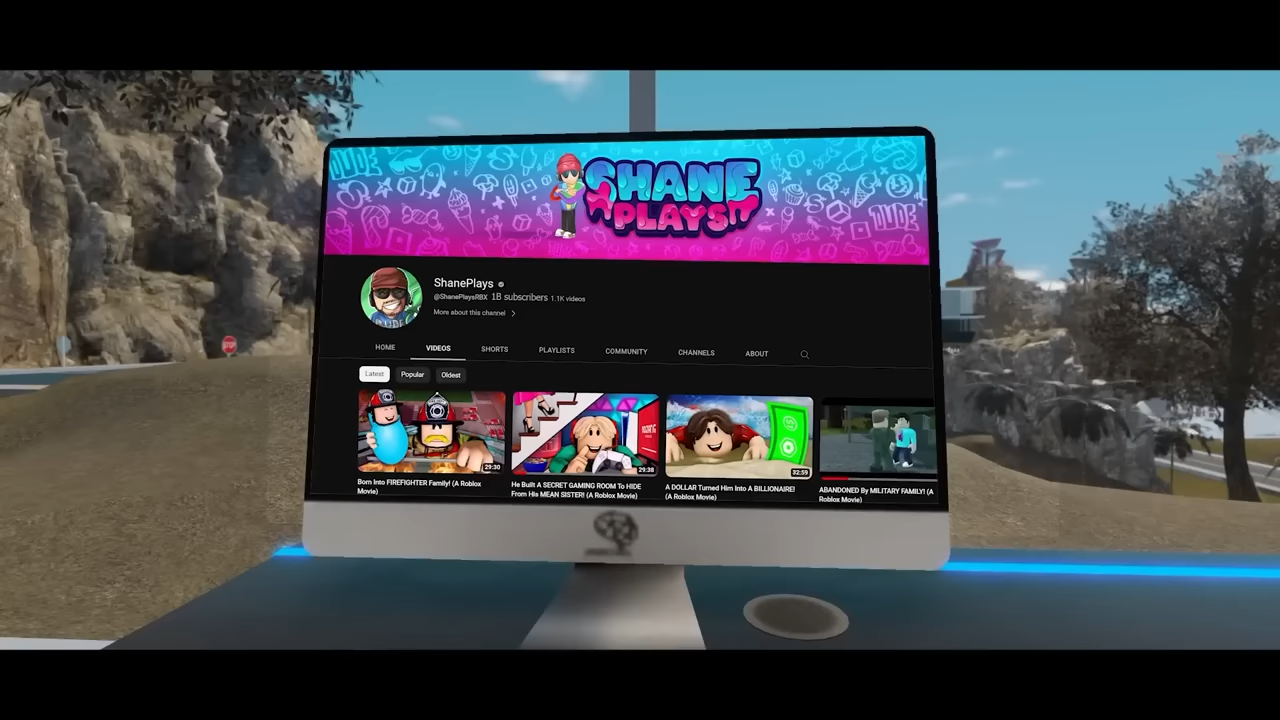 DUDE
SHANE
PLAYS
DUDE
ShanePlays
@ShanePlaysRBX 1B subscribers 1.1K videos
More about this channel >
HOME VIDEOS SHORTS PLAYLISTS COMMUNITY CHANNELS ABOUT
Latest Popular Oldest
29:30 29:38 32:59
Born Into FIREFIGHTER Family! (A Roblox
Movie)
He Built A SECRET GAMING ROOM To HIDE
From His MEAN SISTER! (A Roblox Movie)
A DOLLAR Turned Him Into A BILLIONAIRE!
(A Roblox Movie)
ABANDONED By MILITARY FAMILY! (A
Roblox Movie)